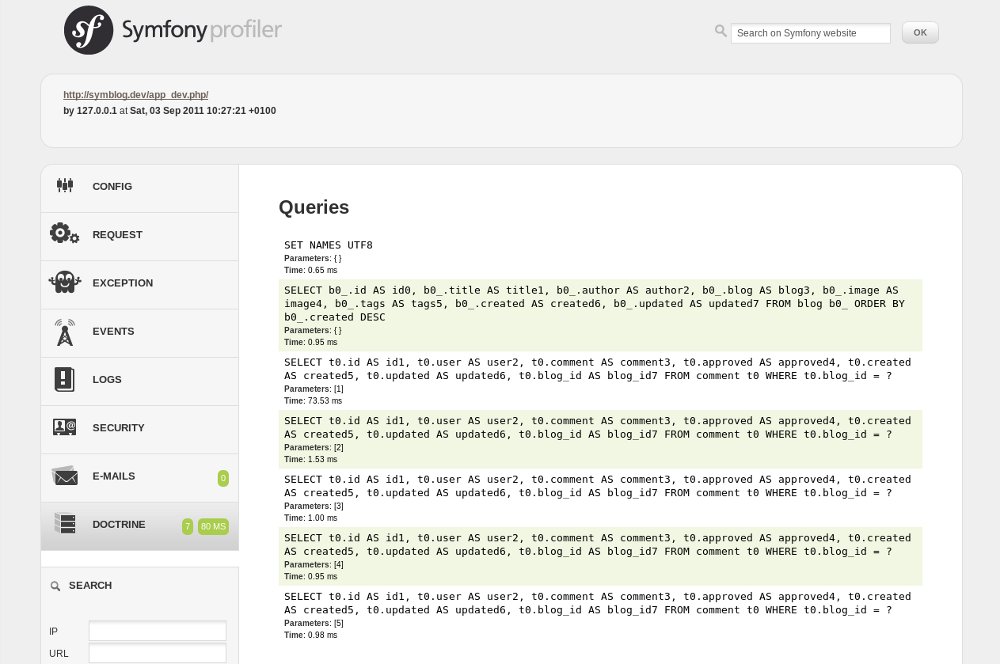 sf Symfony profiler
Search on Symfony website
OK
http://symblog.dev/app_dev.php/
by 127.0.0.1 at Sat, 03 Sep 2011 10:27:21 +0100
CONFIG
REQUEST
EXCEPTION
EVENTS
LOGS
SECURITY
E-MAILS 0
DOCTRINE 7 80 MS
SEARCH
IP
URL
Queries
SET NAMES UTF8
Parameters: { }
Time: 0.65 ms
SELECT b0_.id AS id0, b0_.title AS title1, b0_.author AS author2, b0_.blog AS blog3, b0_.image AS
image4, b0_.tags AS tags5, b0_.created AS created6, b0_.updated AS updated7 FROM blog b0_ ORDER BY
b0_.created DESC
Parameters: { }
Time: 0.95 ms
SELECT t0.id AS id1, t0.user AS user2, t0.comment AS comment3, t0.approved AS approved4, t0.created
AS created5, t0.updated AS updated6, t0.blog_id AS blog_id7 FROM comment t0 WHERE t0.blog_id = ?
Parameters: [1]
Time: 73.53 ms
SELECT t0.id AS id1, t0.user AS user2, t0.comment AS comment3, t0.approved AS approved4, t0.created
AS created5, t0.updated AS updated6, t0.blog_id AS blog_id7 FROM comment t0 WHERE t0.blog_id = ?
Parameters: [2]
Time: 1.53 ms
SELECT t0.id AS id1, t0.user AS user2, t0.comment AS comment3, t0.approved AS approved4, t0.created
AS created5, t0.updated AS updated6, t0.blog_id AS blog_id7 FROM comment t0 WHERE t0.blog_id = ?
Parameters: [3]
Time: 1.00 ms
SELECT t0.id AS id1, t0.user AS user2, t0.comment AS comment3, t0.approved AS approved4, t0.created
AS created5, t0.updated AS updated6, t0.blog_id AS blog_id7 FROM comment t0 WHERE t0.blog_id = ?
Parameters: [4]
Time: 0.95 ms
SELECT t0.id AS id1, t0.user AS user2, t0.comment AS comment3, t0.approved AS approved4, t0.created
AS created5, t0.updated AS updated6, t0.blog_id AS blog_id7 FROM comment t0 WHERE t0.blog_id = ?
Parameters: [5]
Time: 0.98 ms